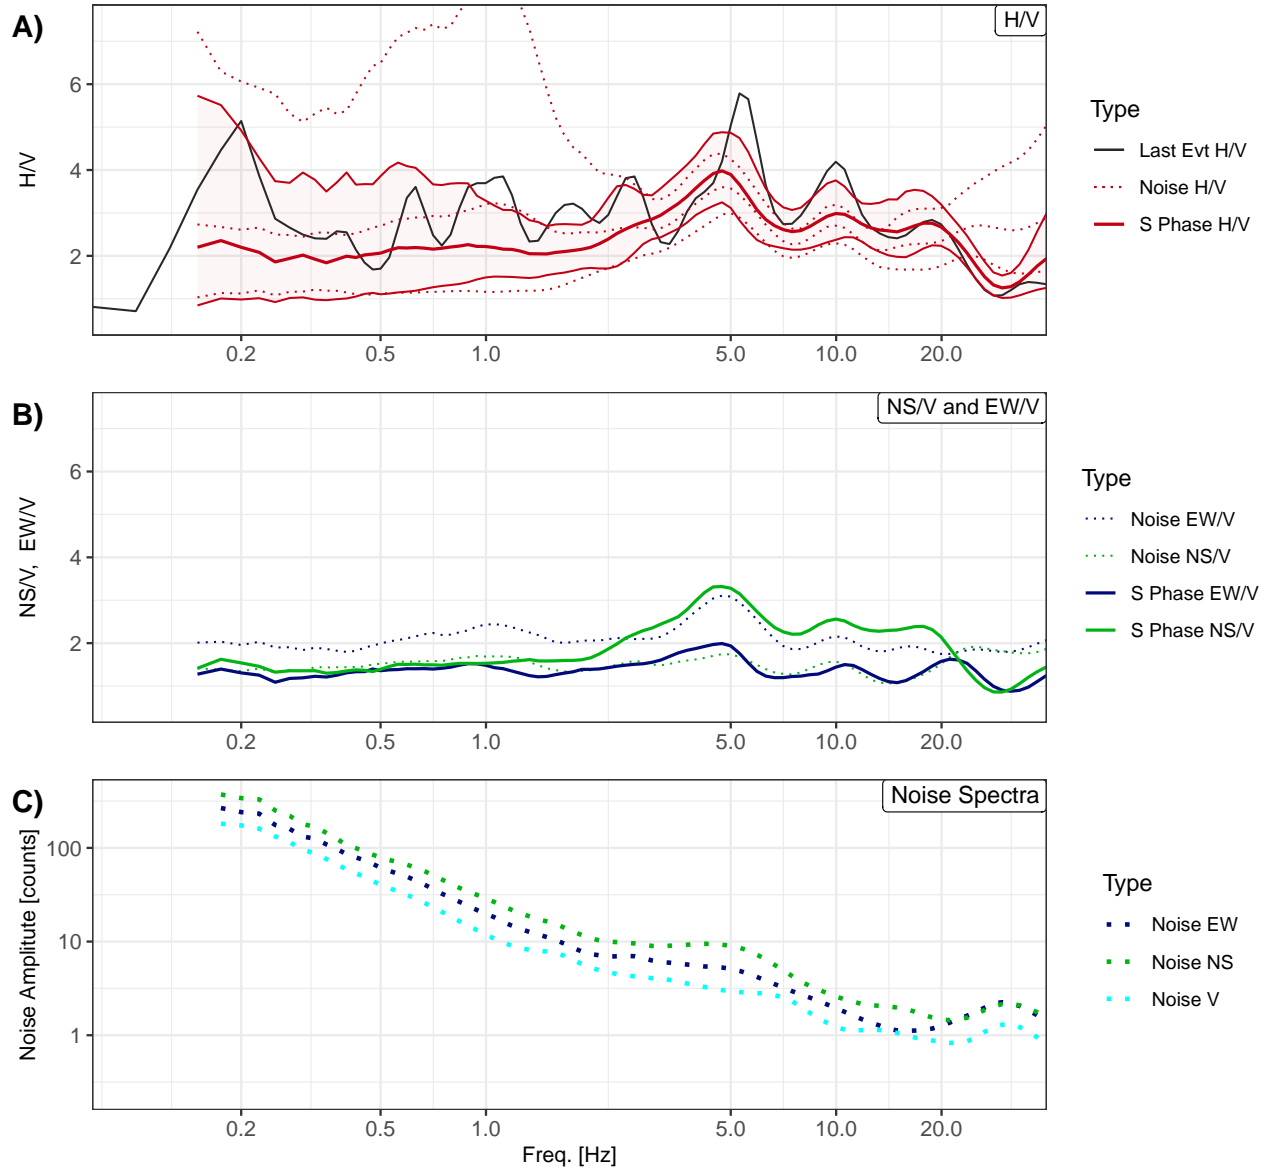 A)
H/V
6
4
2
H/V
0.2 0.5 1.0 5.0 10.0 20.0
Type
Last Evt H/V
Noise H/V
S Phase H/V
B)
NS/V and EW/V
6
4
2
NS/V, EW/V
0.2 0.5 1.0 5.0 10.0 20.0
Type
Noise EW/V
Noise NS/V
S Phase EW/V
S Phase NS/V
C)
Noise Spectra
100
10
1
Noise Amplitute [counts]
0.2 0.5 1.0 5.0 10.0 20.0
Freq. [Hz]
Type
Noise EW
Noise NS
Noise V